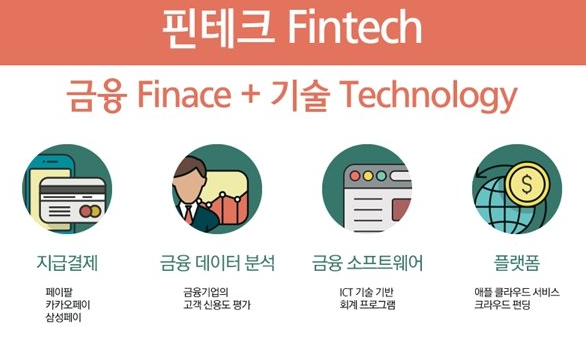 핀테크 Fintech
금융 Finace + 기술 Technology
지급결제
페이팔
카카오페이
삼성페이
금융 데이터 분석
금융기업의
고객 신용도 평가
금융 소프트웨어
ICT 기술 기반
회계 프로그램
플랫폼
애플 클라우드 서비스
크라우드 펀딩
$